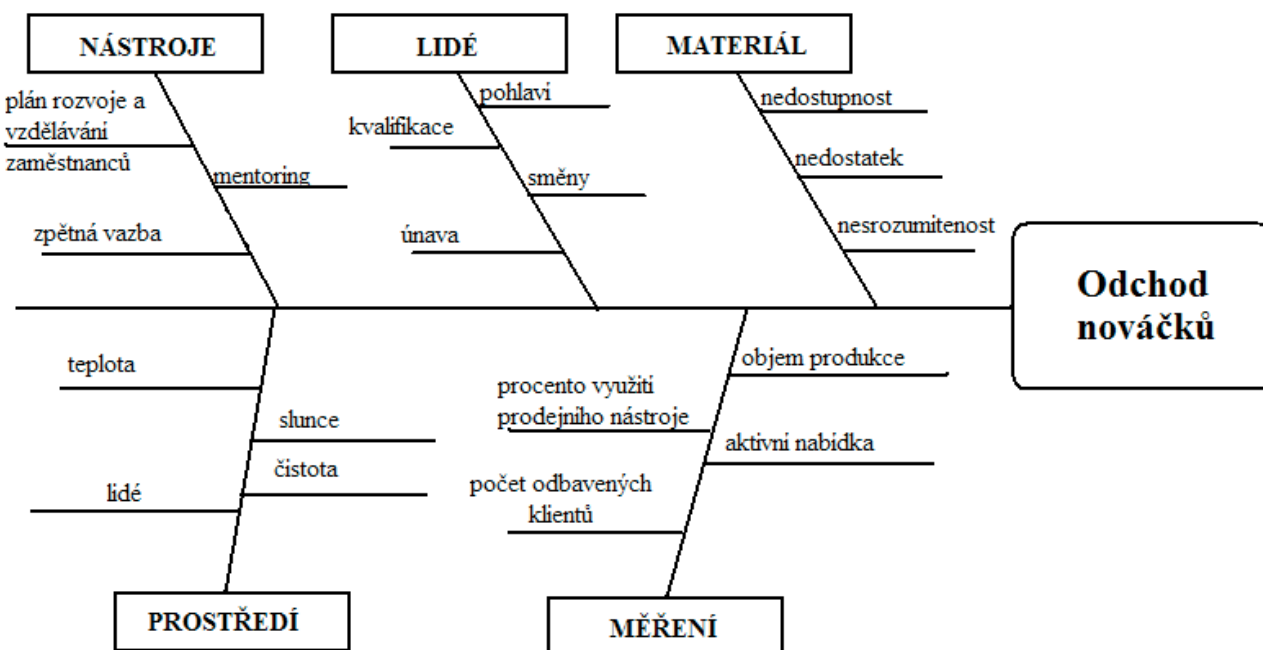 NÁSTROJE
LIDÉ
MATERIÁL
plán rozvoje a
vzdělávání
zaměstnanců
mentoring
zpětná vazba
pohlaví
kvalifikace
směny
únava
nedostupnost
nedostatek
nesrozumitenost
Odchod
nováčků
teplota
slunce
čistota
lidé
objem produkce
procento využití
prodejního nástroje
aktivní nabídka
počet odbavených
klientů
PROSTŘEDÍ
MĚŘENÍ